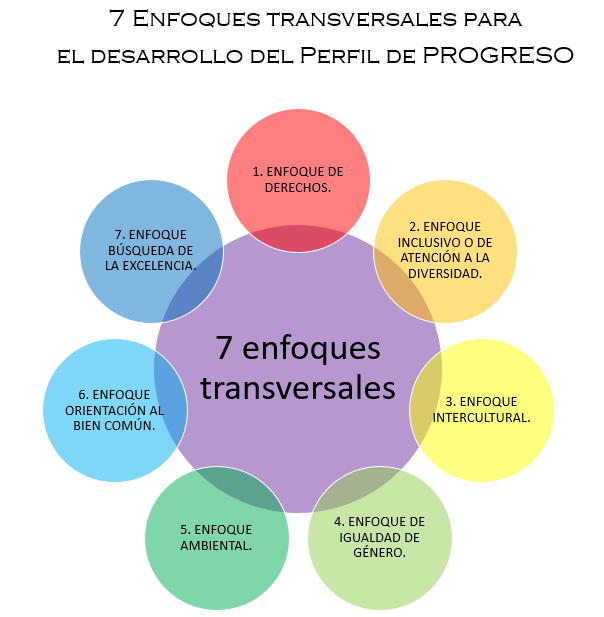 7 Enfoques transversales para
el desarrollo del Perfil de PROGRESO
1. ENFOQUE DE
DERECHOS.
2. ENFOQUE
INCLUSIVO O DE
ATENCIÓN A LA
DIVERSIDAD.
3. ENFOQUE
INTERCULTURAL.
4. ENFOQUE DE
IGUALDAD DE
GÉNERO.
5. ENFOQUE
AMBIENTAL.
6. ENFOQUE
ORIENTACIÓN AL
BIEN COMÚN.
7. ENFOQUE
BÚSQUEDA DE
LA EXCELENCIA.
7 enfoques
transversales